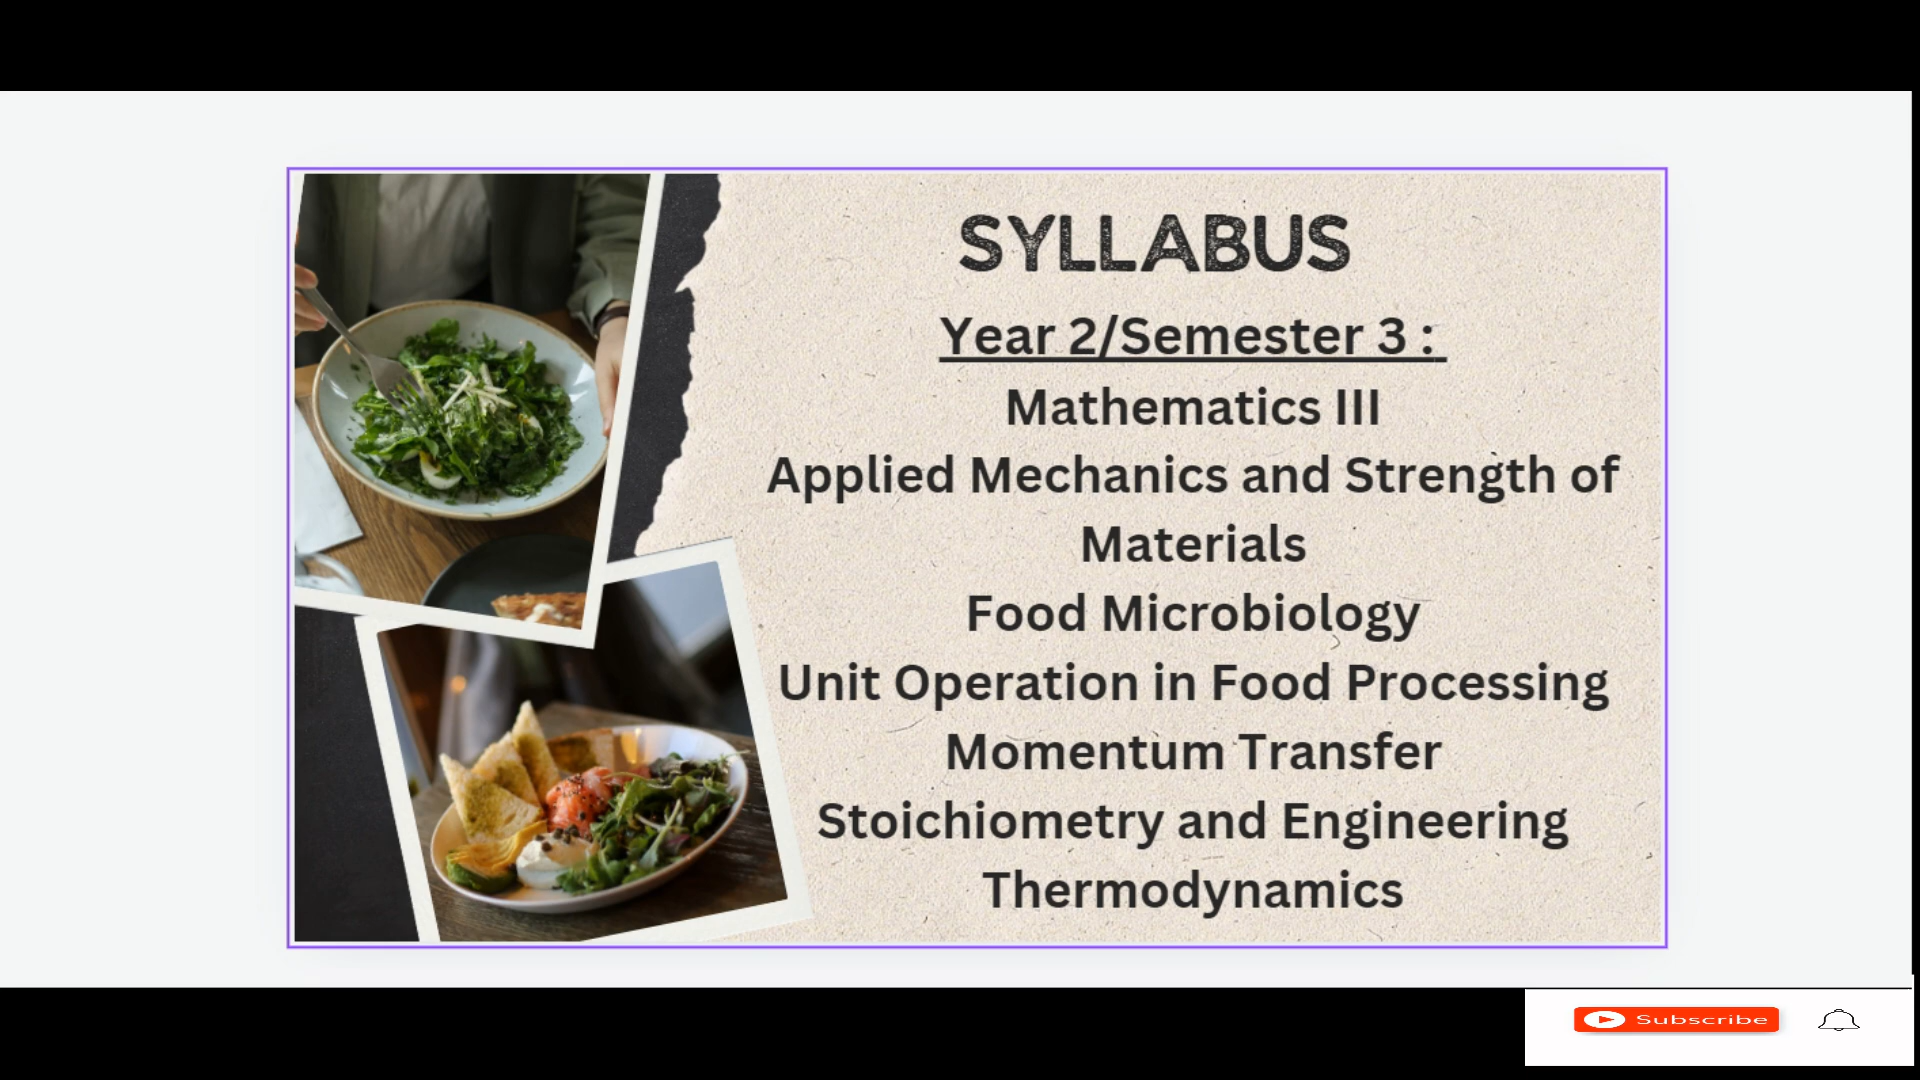 SYLLABUS
Year 2/Semester 3 :
Mathematics III
Applied Mechanics and Strength of
Materials
Food Microbiology
Unit Operation in Food Processing
Momentum Transfer
Stoichiometry and Engineering
Thermodynamics
Subscribe